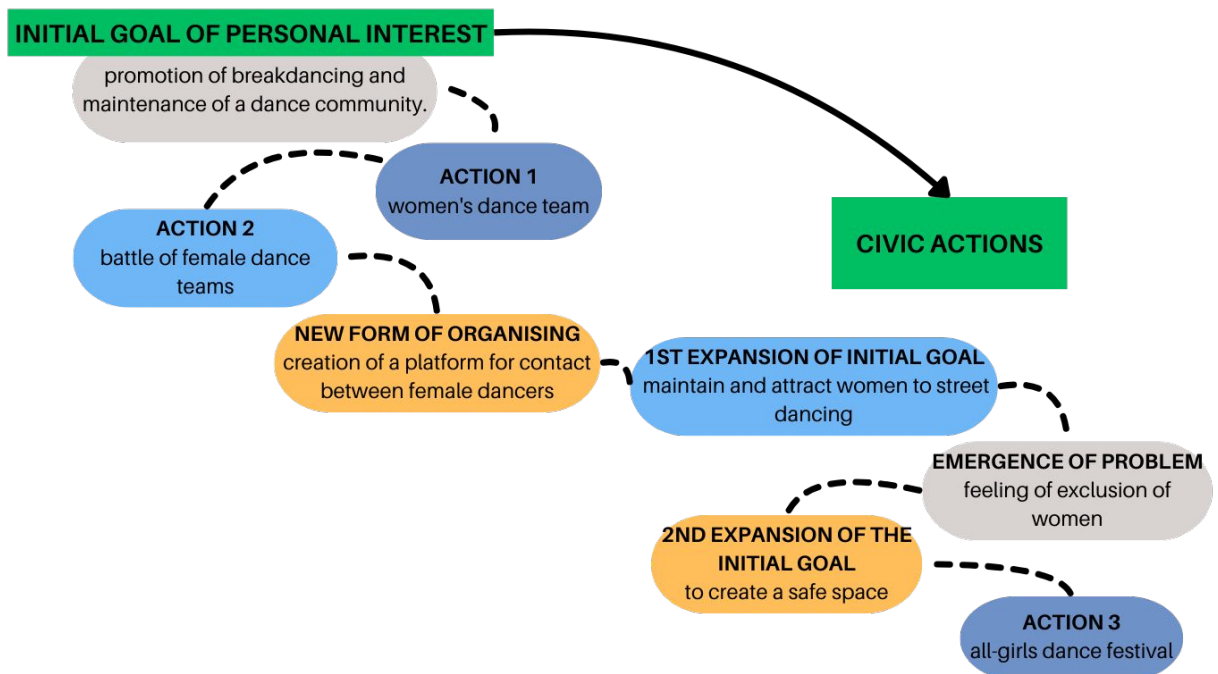 INITIAL GOAL OF PERSONAL INTEREST
promotion of breakdancing and
maintenance of a dance community.
ACTION 1
women's dance team
ACTION 2
battle of female dance
teams
CIVIC ACTIONS
NEW FORM OF ORGANISING
creation of a platform for contact
between female dancers
1ST EXPANSION OF INITIAL GOAL
maintain and attract women to street
dancing
EMERGENCE OF PROBLEM
feeling of exclusion of
women
2ND EXPANSION OF THE
INITIAL GOAL
to create a safe space
ACTION 3
all-girls dance festival